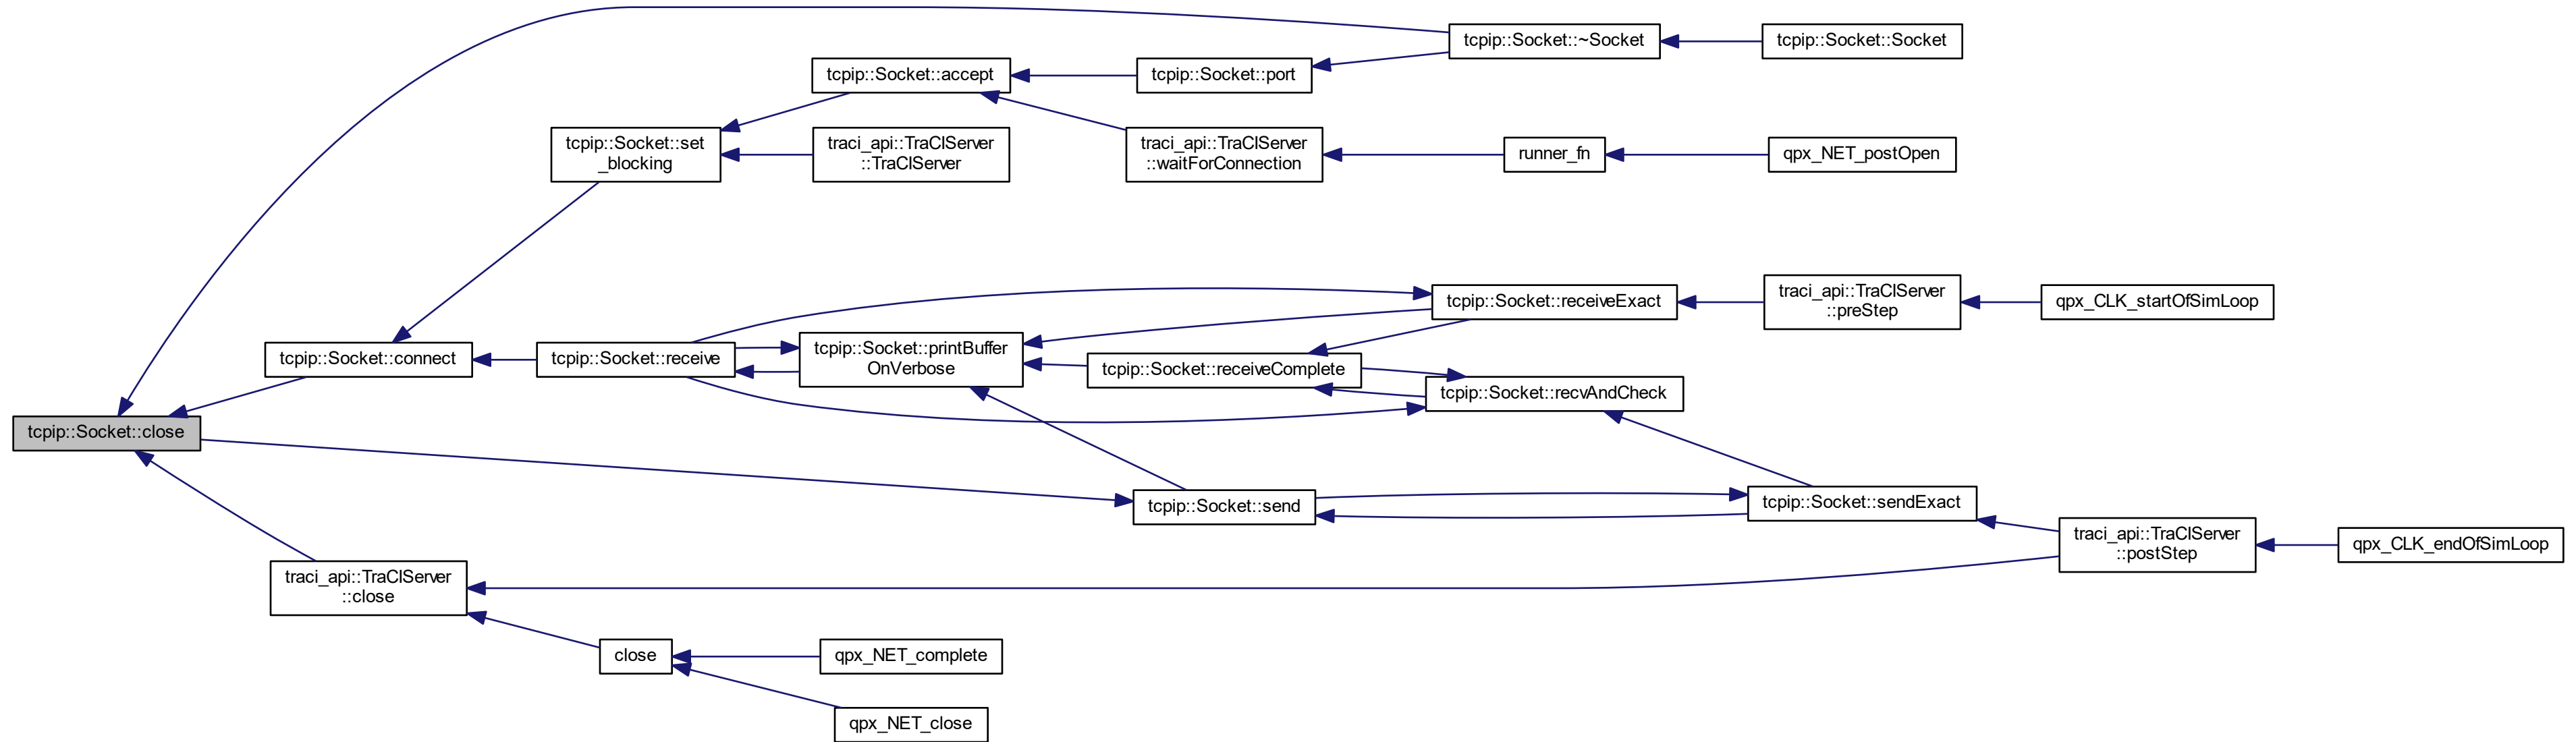 tcpip::Socket::~Socket
tcpip::Socket::Socket
tcpip::Socket::accept
tcpip::Socket::port
tcpip::Socket::set
_blocking
traci_api::TraCIServer
::TraCIServer
traci_api::TraCIServer
::waitForConnection
runner_fn
qpx_NET_postOpen
tcpip::Socket::receiveExact
traci_api::TraCIServer
::preStep
qpx_CLK_startOfSimLoop
tcpip::Socket::connect
tcpip::Socket::receive
tcpip::Socket::printBuffer
OnVerbose
tcpip::Socket::receiveComplete
tcpip::Socket::recvAndCheck
tcpip::Socket::close
tcpip::Socket::send
tcpip::Socket::sendExact
traci_api::TraCIServer
::postStep
qpx_CLK_endOfSimLoop
traci_api::TraCIServer
::close
close
qpx_NET_complete
qpx_NET_close